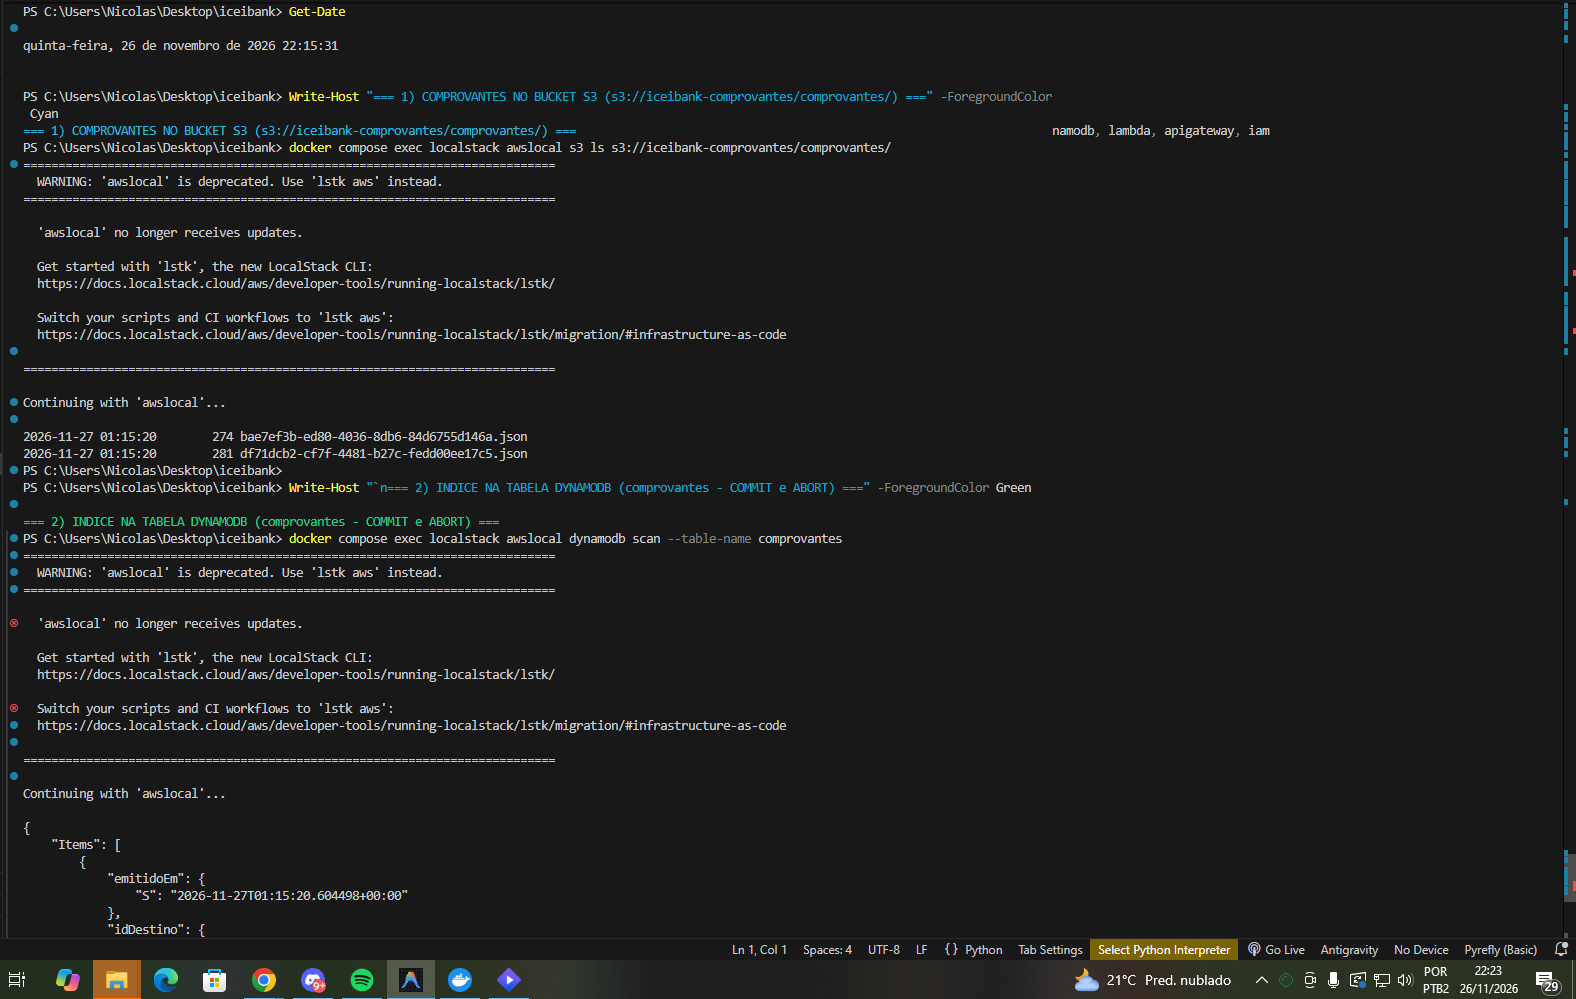 PS C:\Users\Nicolas\Desktop\iceibank> Get-Date
quinta-feira, 26 de novembro de 2026 22:15:31
PS C:\Users\Nicolas\Desktop\iceibank> Write-Host "=== 1) COMPROVANTES NO BUCKET S3 (s3://iceibank-comprovantes/comprovantes/) ===" -ForegroundColor
Cyan
=== 1) COMPROVANTES NO BUCKET S3 (s3://iceibank-comprovantes/comprovantes/) === namodb, lambda, apigateway, iam
PS C:\Users\Nicolas\Desktop\iceibank> docker compose exec localstack awslocal s3 ls s3://iceibank-comprovantes/comprovantes/
============================================================================
WARNING: 'awslocal' is deprecated. Use 'lstk aws' instead.
============================================================================
'awslocal' no longer receives updates.
Get started with 'lstk', the new LocalStack CLI:
https://docs.localstack.cloud/aws/developer-tools/running-localstack/lstk/
Switch your scripts and CI workflows to 'lstk aws':
https://docs.localstack.cloud/aws/developer-tools/running-localstack/lstk/migration/#infrastructure-as-code
============================================================================
Continuing with 'awslocal'...
2026-11-27 01:15:20 274 bae7ef3b-ed80-4036-8db6-84d6755d146a.json
2026-11-27 01:15:20 281 df71dcb2-cf7f-4481-b27c-fedd00ee17c5.json
PS C:\Users\Nicolas\Desktop\iceibank>
PS C:\Users\Nicolas\Desktop\iceibank> Write-Host "`n=== 2) INDICE NA TABELA DYNAMODB (comprovantes - COMMIT e ABORT) ===" -ForegroundColor Green
=== 2) INDICE NA TABELA DYNAMODB (comprovantes - COMMIT e ABORT) ===
PS C:\Users\Nicolas\Desktop\iceibank> docker compose exec localstack awslocal dynamodb scan --table-name comprovantes
============================================================================
WARNING: 'awslocal' is deprecated. Use 'lstk aws' instead.
============================================================================
'awslocal' no longer receives updates.
Get started with 'lstk', the new LocalStack CLI:
https://docs.localstack.cloud/aws/developer-tools/running-localstack/lstk/
Switch your scripts and CI workflows to 'lstk aws':
https://docs.localstack.cloud/aws/developer-tools/running-localstack/lstk/migration/#infrastructure-as-code
============================================================================
Continuing with 'awslocal'...
{
"Items": [
{
"emitidoEm": {
"S": "2026-11-27T01:15:20.604498+00:00"
},
"idDestino": {
Ln 1, Col 1 Spaces: 4 UTF-8 LF {} Python Tab Settings Select Python Interpreter Go Live Antigravity No Device Pyrefly (Basic)
9+ 21°C Pred. nublado POR 22:23
PTB2 26/11/2026 29